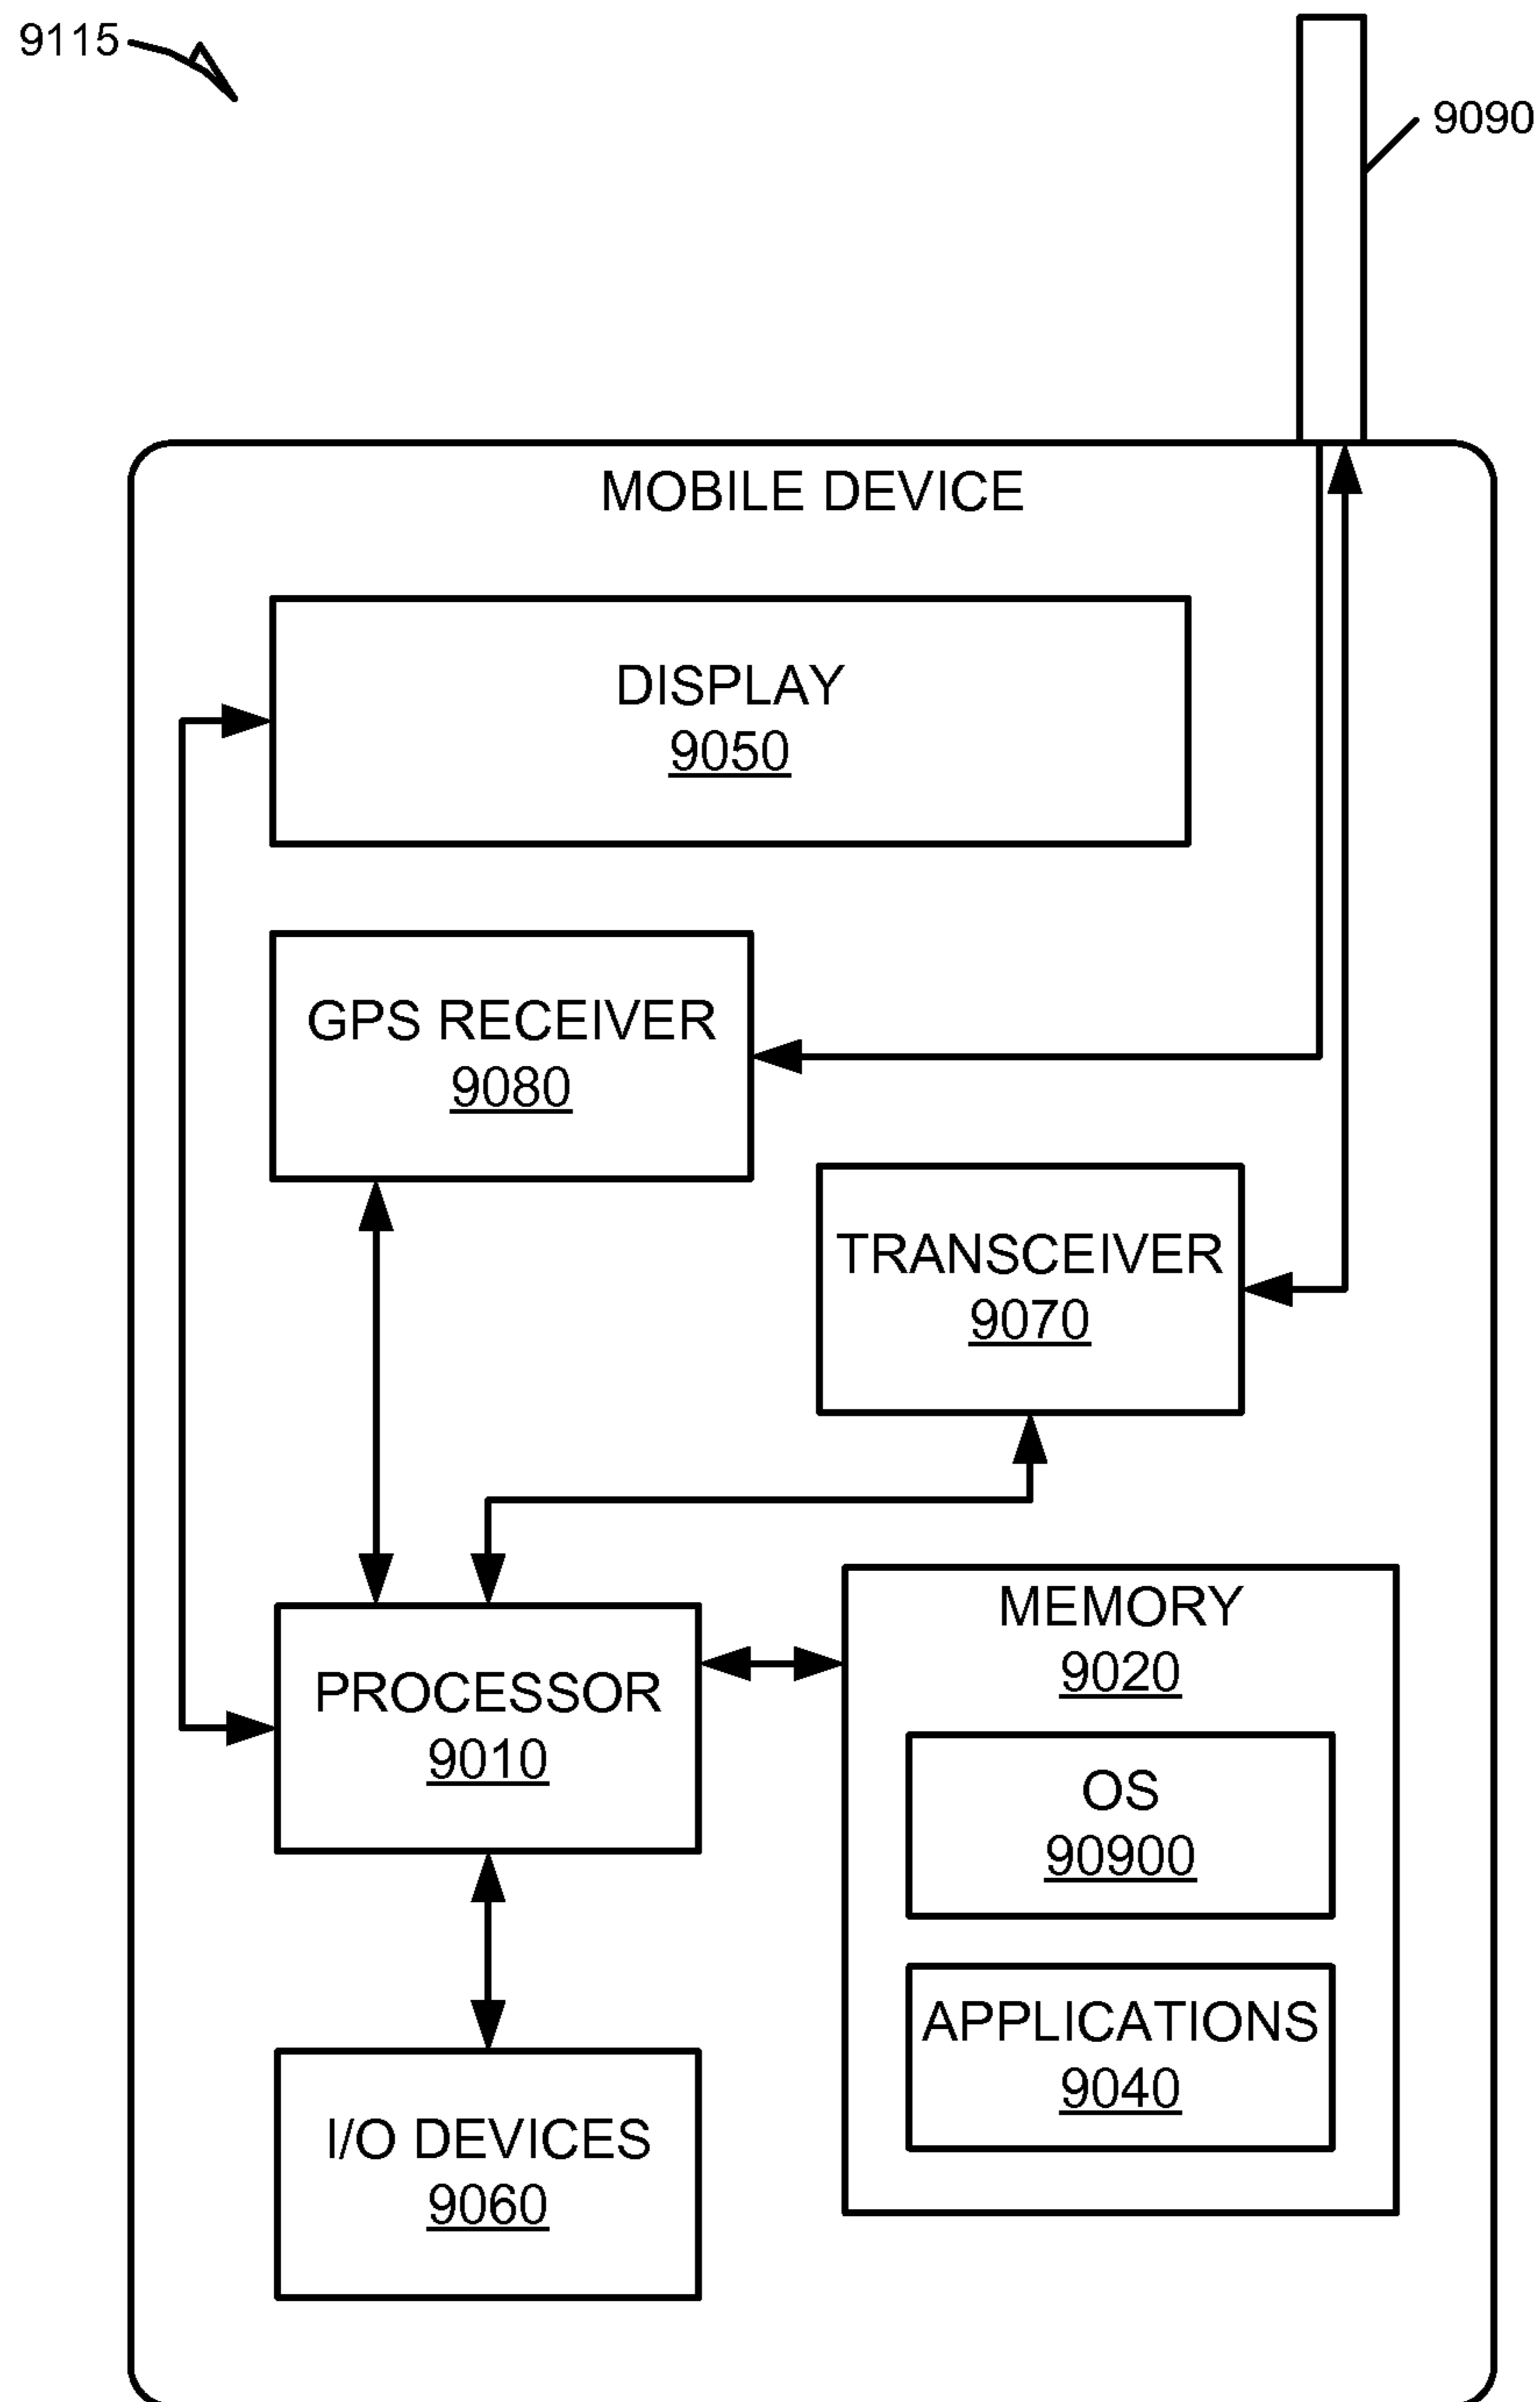 9115
9090
MOBILE DEVICE
DISPLAY
9050
GPS RECEIVER
9080
TRANSCEIVER
9070
MEMORY
9020
PROCESSOR
9010
OS
90900
APPLICATIONS
9040
I/O DEVICES
9060